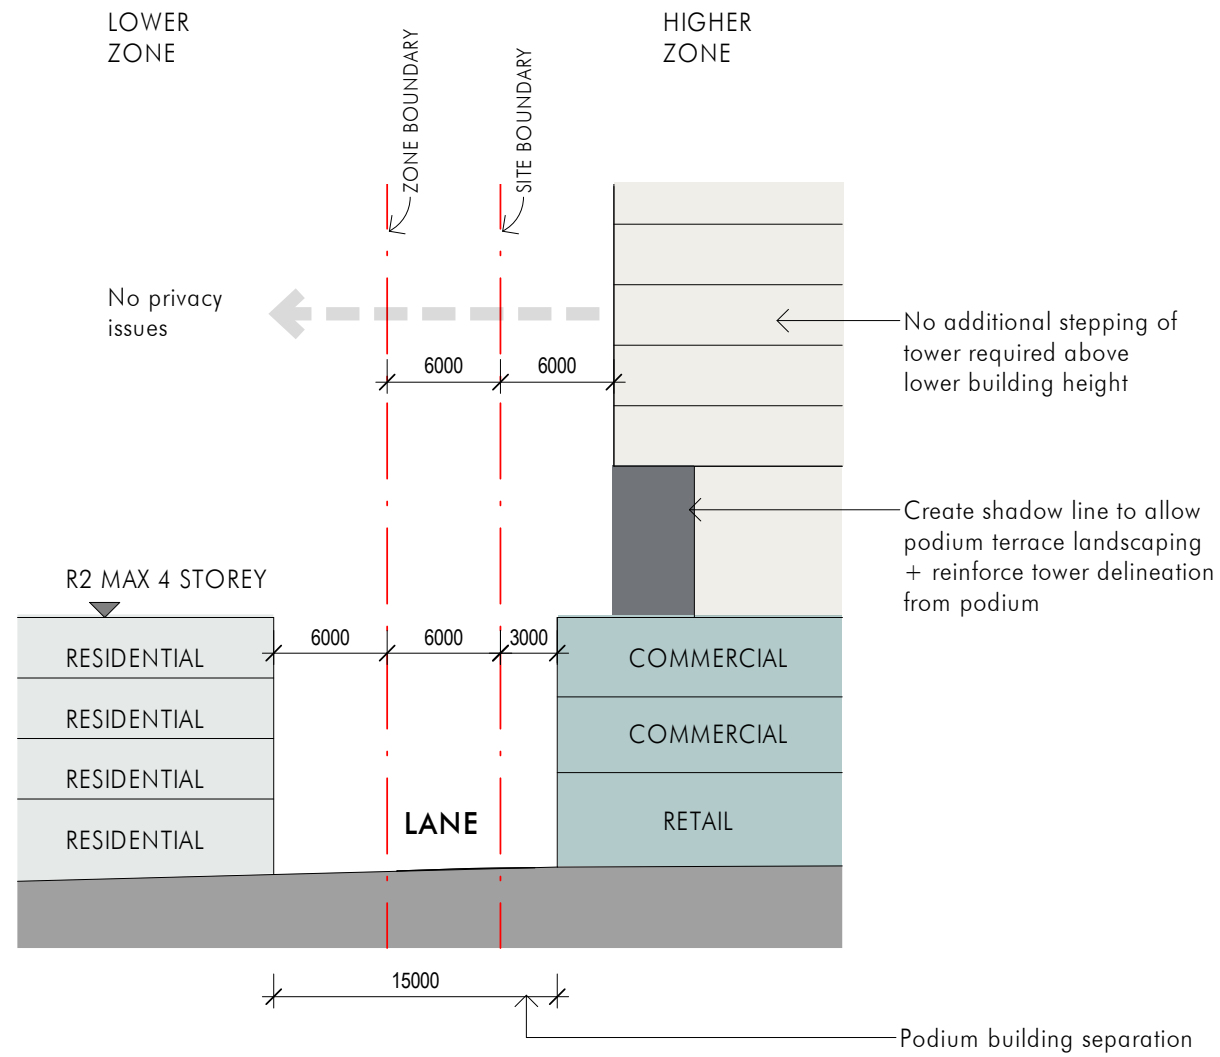 LOWER
ZONE
HIGHER
ZONE
ZONE BOUNDARY
SITE BOUNDARY
No privacy
issues
No additional stepping of
tower required above
lower building height
6000
6000
Create shadow line to allow
podium terrace landscaping
+ reinforce tower delineation
from podium
R2 MAX 4 STOREY
6000
6000
3000
RESIDENTIAL
RESIDENTIAL
RESIDENTIAL
RESIDENTIAL
LANE
COMMERCIAL
COMMERCIAL
RETAIL
15000
Podium building separation